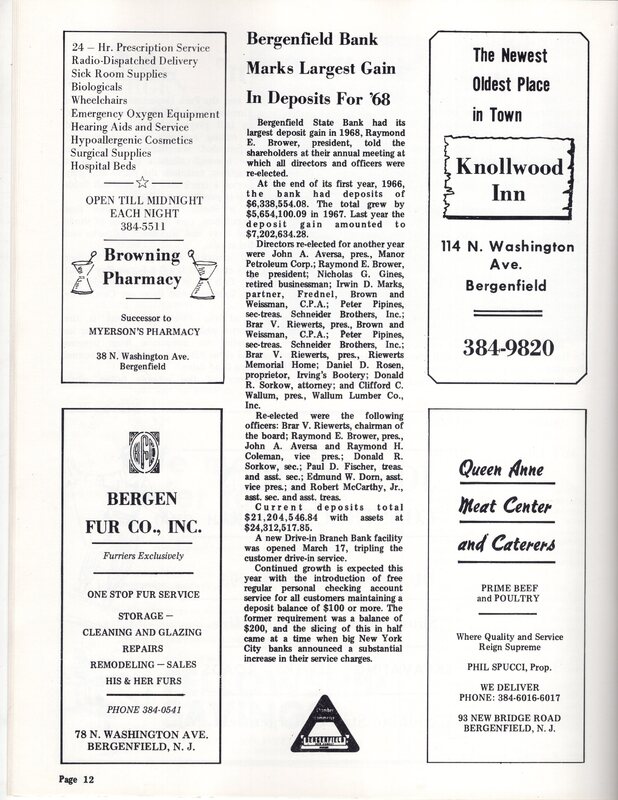 24 — Hr. Prescription Service
Radio-Dispatched Delivery
Sick Room Supplies
Biologicals
Wheelchairs
Emergency Oxygen Equipment
Hearing Aids and Service
Hypoallergenic Cosmetics
Surgical Supplies
Hospital Beds
OPEN TILL MIDNIGHT
EACH NIGHT
384-5511
Browning
Pharmacy
Successor to
MYERSON'S PHARMACY
38 N. Washington Ave.
Bergenfield
BERGEN
FUR CO., INC.
Furriers Exclusively
ONE STOP FUR SERVICE
STORAGE —
CLEANING AND GLAZING
REPAIRS
REMODELING — SALES
HIS & HER FURS
PHONE 384-0541
78 N. WASHINGTON AVE.
BERGENFIELD, N. J.
Bergenfield Bank
Marks Largest Gain
In Deposits For '68
Bergenfield State Bank had its
largest deposit gain in 1968, Raymond
E. Brower, president, told the
shareholders at their annual meeting at
which all directors and officers were
re-elected.
At the end of its first year, 1966,
the bank had deposits of
$6,338,554.08. The total grew by
$5,654,100.09 in 1967. Last year the
deposit gain amounted to
$7,202,634.28.
Directors re-elected for another year
were John A. Aversa, pres., Manor
Petroleum Corp.; Raymond E. Brower,
the president; Nicholas G. Gines,
retired businessman; Irwin D. Marks,
partner, Frednel, Brown and
Weissman, C.P.A.; Peter Pipines,
sec-treas. Schneider Brothers, Inc.;
Brar V. Riewerts, pres., Brown and
Weissman, C.P.A.; Peter Pipines,
sec-treas. Schneider Brothers, Inc.;
Brar V. Riewerts, pres., Riewerts
Memorial Home; Daniel D. Rosen,
proprietor, Irving's Bootery; Donald
R. Sorkow, attorney; and Clifford C.
Wallum, pres., Wallum Lumber Co.,
Inc.
Re-elected were the following
officers: Brar V. Riewerts, chairman of
the board; Raymond E. Brower, pres.,
John A. Aversa and Raymond H.
Coleman, vice pres.; Donald R.
Sorkow, sec.; Paul D. Fischer, treas.
and asst. sec.; Edmund W. Dorn, asst.
vice pres.; and Robert McCarthy, Jr.,
asst. sec. and asst. treas.
Current deposits total
$21,204,546.84 with assets at
$24,312,517.85.
A new Drive-in Branch Bank facility
was opened March 17, tripling the
customer drive-in service.
Continued growth is expected this
year with the introduction of free
regular personal checking account
service for all customers maintaining a
deposit balance of $100 or more. The
former requirement was a balance of
$200, and the slicing of this in half
came at a time when big New York
City banks announced a substantial
increase in their service charges.
BERGENFIELD
The Newest
Oldest Place
in Town
Knollwood
Inn
114 N. Washington
Ave.
Bergenfield
384-9820
Queen Anne
Meat Center
and Caterers
PRIME BEEF
and POULTRY
Where Quality and Service
Reign Supreme
PHIL SPUCCI, Prop.
WE DELIVER
PHONE: 384-6016-6017
93 NEW BRIDGE ROAD
BERGENFIELD, N. J.
Page 12